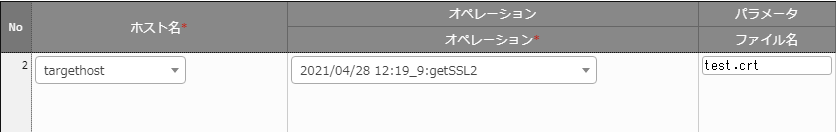 No ホスト名* オペレーション パラメータ
オペレーション* ファイル名
2 targethost 2021/04/28 12:19_9:getSSL2 test.crt